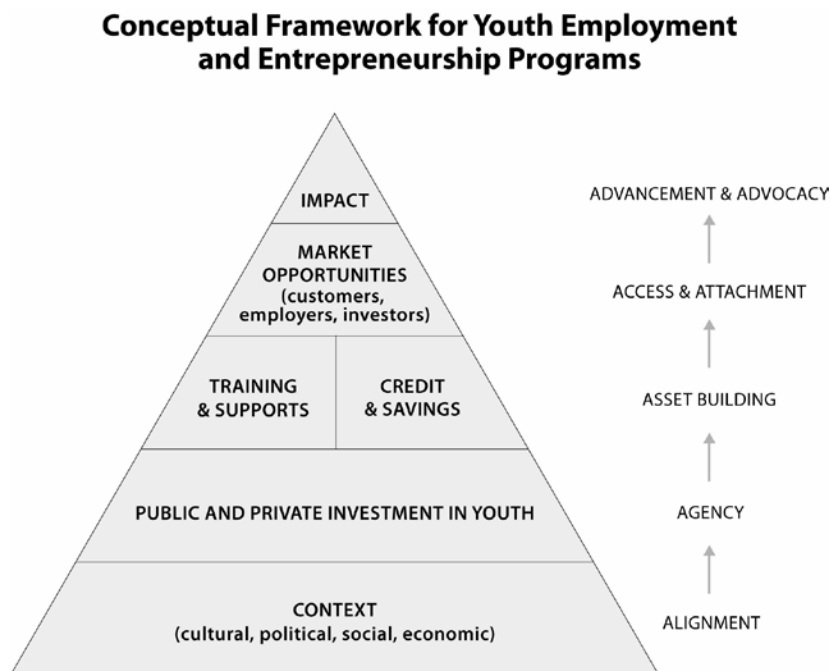 Conceptual Framework for Youth Employment
and Entrepreneurship Programs
IMPACT
ADVANCEMENT & ADVOCACY
MARKET
OPPORTUNITIES
(customers,
employers, investors)
ACCESS & ATTACHMENT
TRAINING
& SUPPORTS
CREDIT
& SAVINGS
ASSET BUILDING
PUBLIC AND PRIVATE INVESTMENT IN YOUTH
AGENCY
CONTEXT
(cultural, political, social, economic)
ALIGNMENT